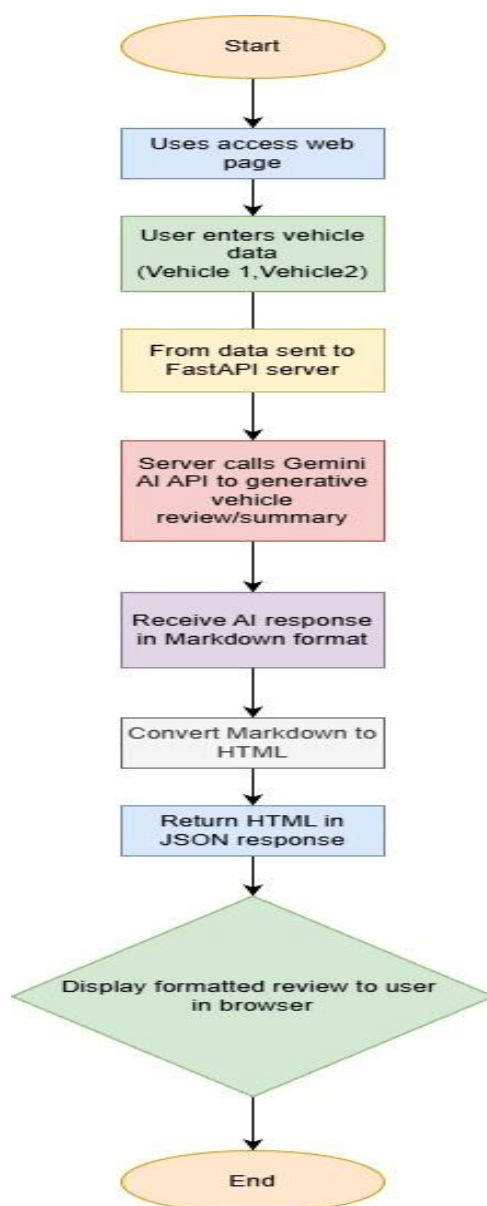 Start
Uses access web
page
User enters vehicle
data
(Vehicle 1,Vehicle2)
From data sent to
FastAPI server
Server calls Gemini
AI API to generative
vehicle
review/summary
Receive AI response
in Markdown format
Convert Markdown to
HTML
Return HTML in
JSON response
Display formatted review to user
in browser
End